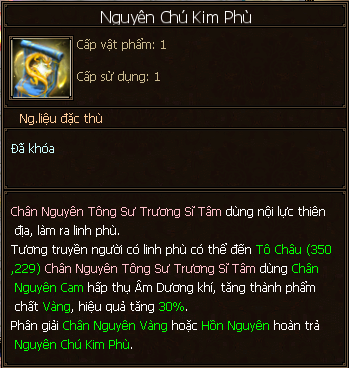 Nguyên Chú Kim Phù
Cấp vật phẩm: 1
Cấp sử dụng: 1
Ng.liệu đặc thù
Đã khóa
Chân Nguyên Tông Sư Trương Sĩ Tâm dùng nội lực thiên
địa, làm ra linh phù.
Tương truyền người có linh phù có thể đến Tô Châu (350
,229) Chân Nguyên Tông Sư Trương Sĩ Tâm dùng Chân
Nguyên Cam hấp thụ Âm Dương khí, tăng thành phẩm
chất Vàng, hiệu quả tăng 30%.
Phân giải Chân Nguyên Vàng hoặc Hồn Nguyên hoàn trả
Nguyên Chú Kim Phù.